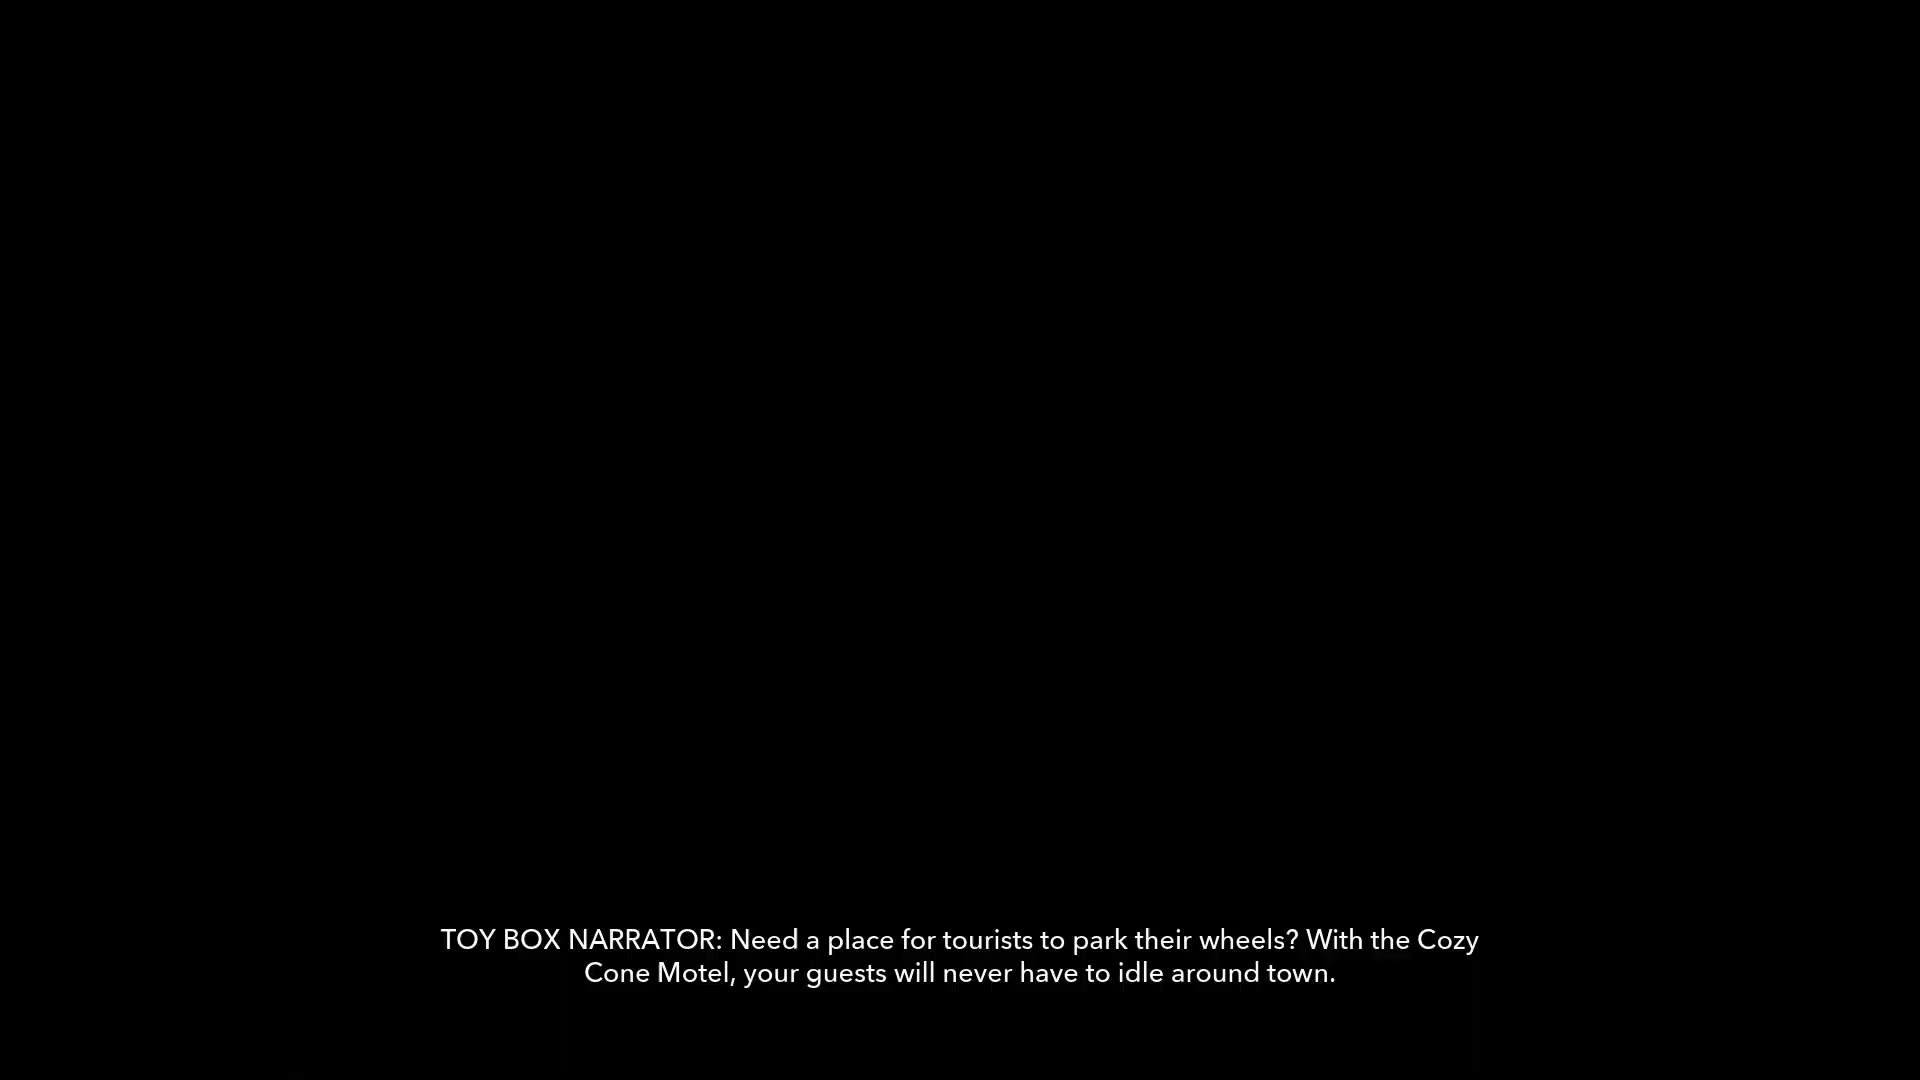 TOY BOX NARRATOR: Need a place for tourists to park their wheels? With the Cozy
Cone Motel, your guests will never have to idle around town.